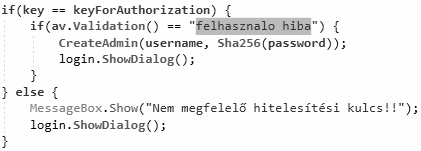 if(key == keyForAuthorization) {
    if(av.Validation() == "felhasznalo hiba") {
        CreateAdmin(username, Sha256(password));
        login.ShowDialog();
    }
} else {
    MessageBox.Show("Nem megfelelő hitelesítési kulcs!!");
    login.ShowDialog();
}